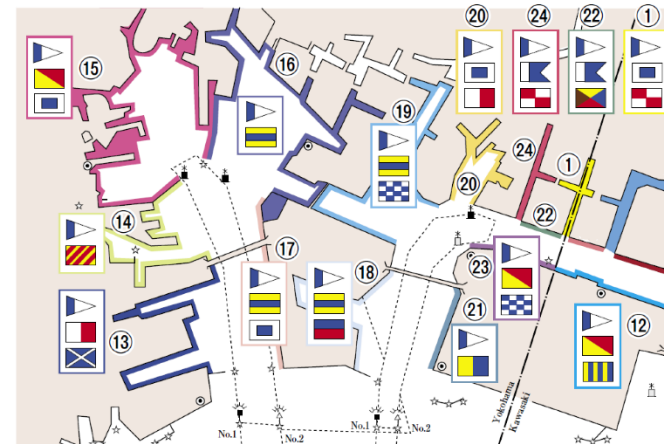 ⑳ ㉔ ㉒ ①
⑮
⑯
⑲
㉔
①
⑳
㉒
⑭
⑰
⑱
㉓
㉑
⑫
⑬
Yokohama
Kawasaki
No.1
No.2
No.1
No.2